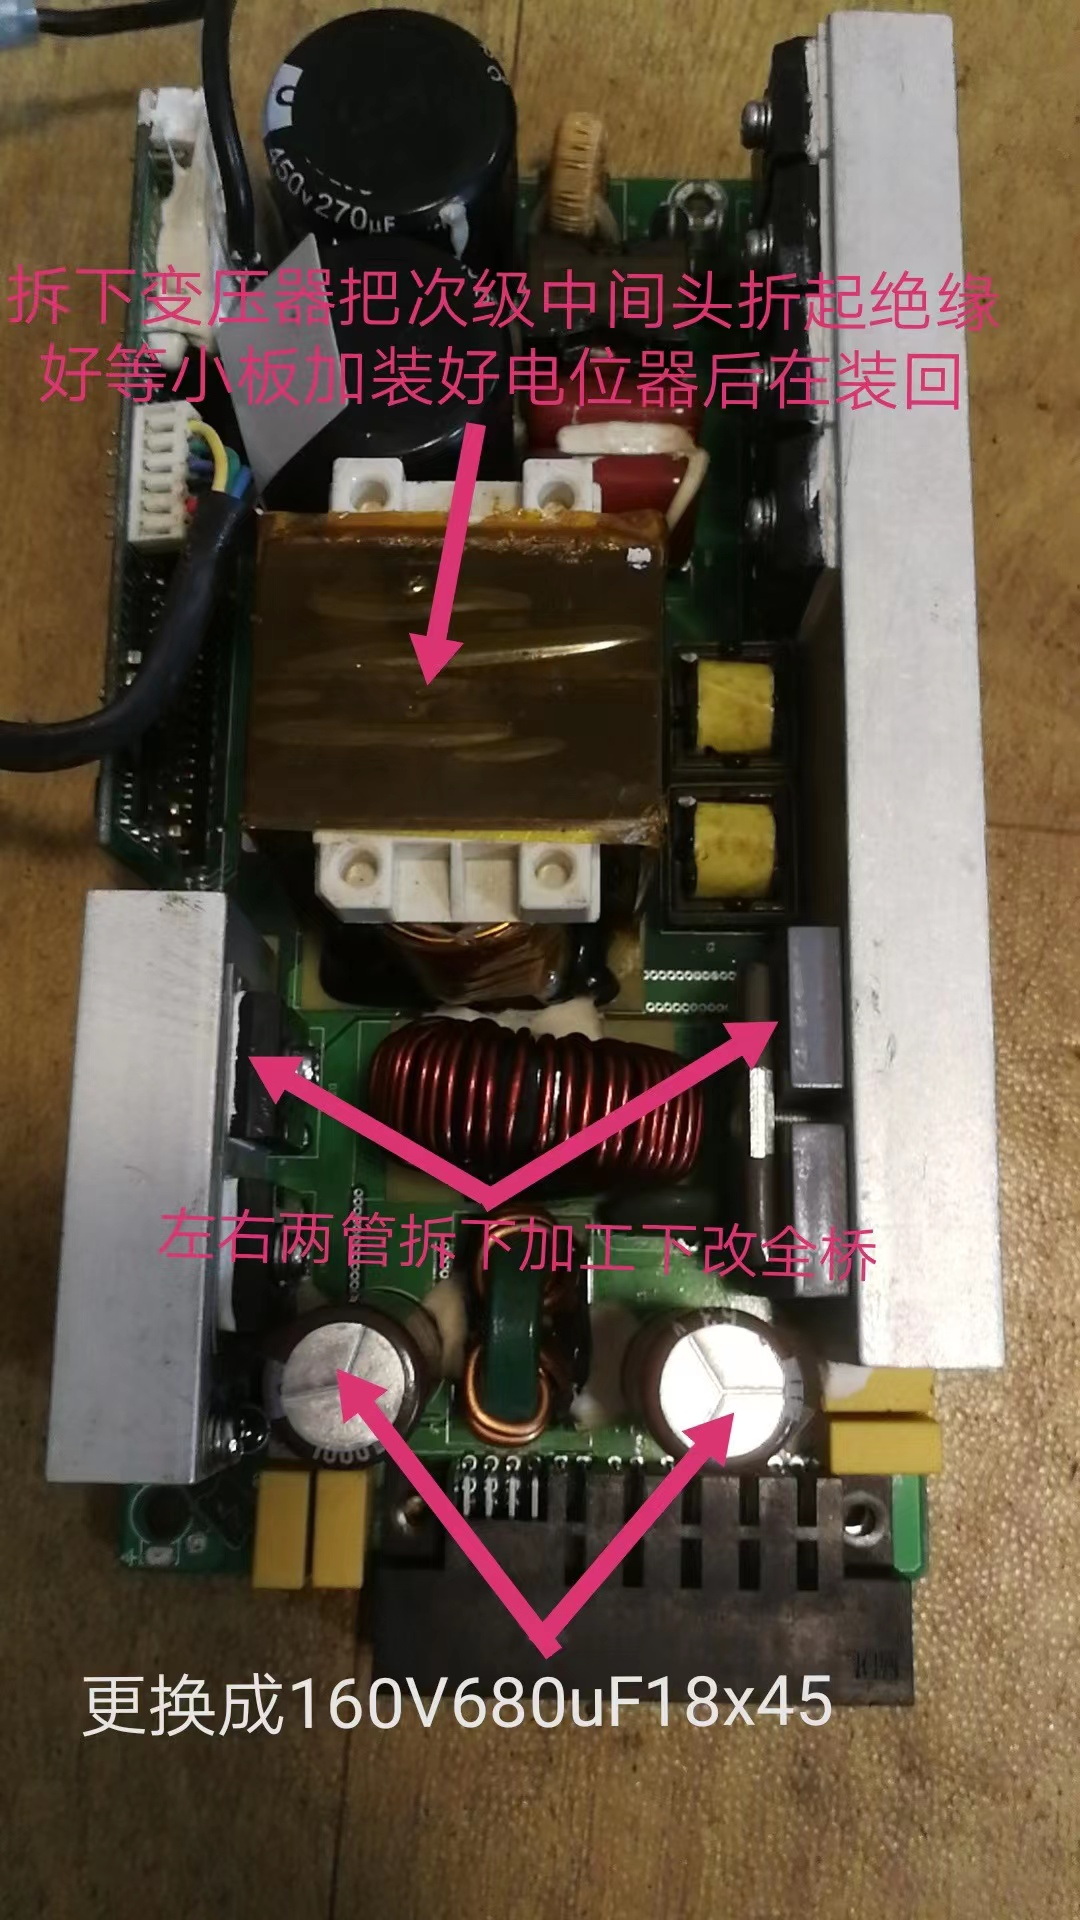 450v270µF
拆下变压器把次级中间头折起绝缘
好等小板加装好电位器后在装回
左右两管拆下加工下改全桥
1000
更换成160V680uF18x45